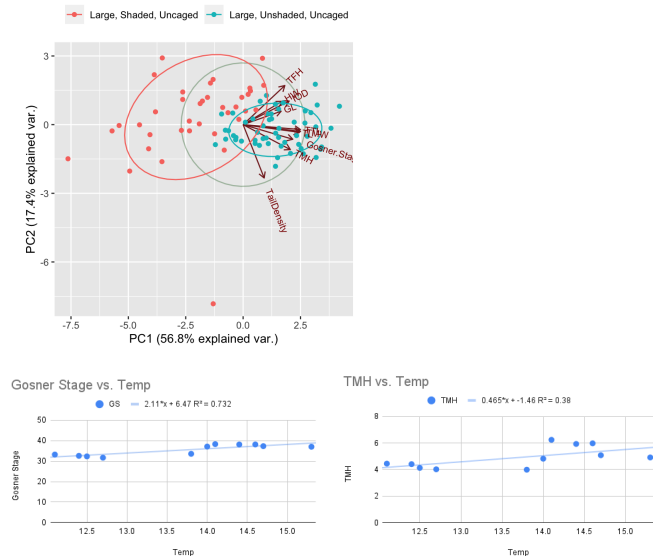 Large, Shaded, Uncaged Large, Unshaded, Uncaged
3
0
-3
-6
PC2 (17.4% explained var.)
TFH
HW
IOD
GL
TMW
Gosner.Stag
TMH
TailDensity
-7.5 -5.0 -2.5 0.0 2.5
PC1 (56.8% explained var.)
Gosner Stage vs. Temp
GS 2.11*x + 6.47 R² = 0.732
50
40
30
20
10
0
Gosner Stage
12.5 13.0 13.5 14.0 14.5 15.0
Temp
TMH vs. Temp
TMH 0.465*x + -1.46 R² = 0.38
8
6
4
2
0
TMH
12.5 13.0 13.5 14.0 14.5 15.0
Temp